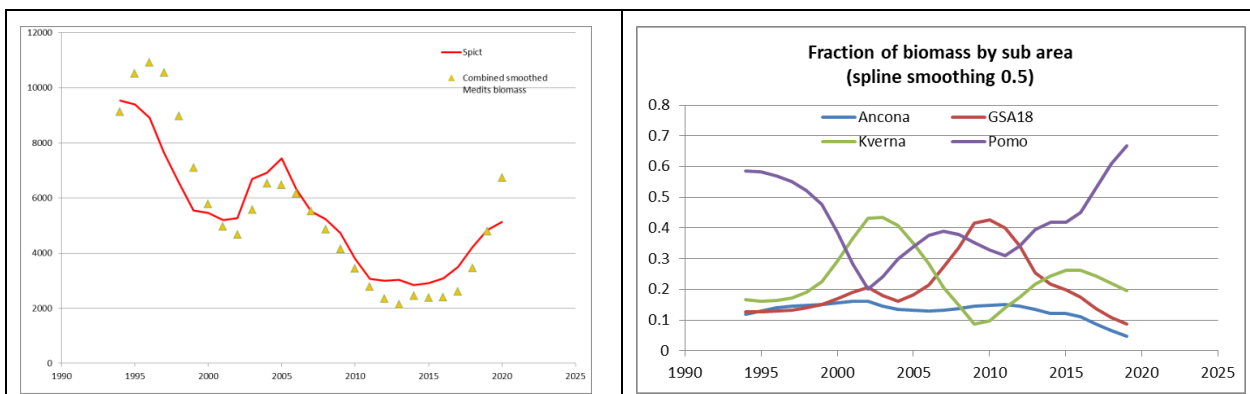 12000
10000
8000
6000
4000
2000
0
1990 1995 2000 2005 2010 2015 2020 2025
Spict
Combined smoothed
Medits biomass
Fraction of biomass by sub area
(spline smoothing 0.5)
0.8
0.7
0.6
0.5
0.4
0.3
0.2
0.1
0
Ancona GSA18
Kverna Pomo
1990 1995 2000 2005 2010 2015 2020 2025